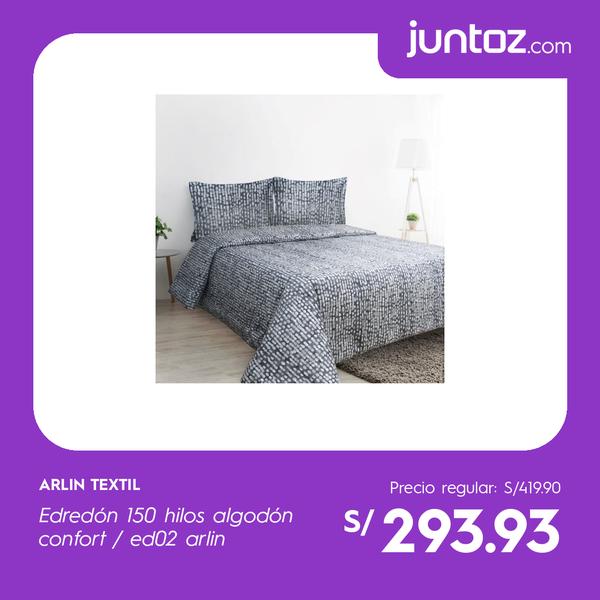 juntoz.com
ARLIN TEXTIL
Edredón 150 hilos algodón
confort / ed02 arlin
Precio regular: S/419.90
S/293.93